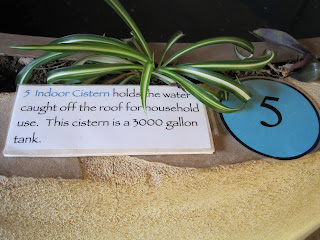 5 Indoor Cistern holds the water
caught off the roof for household
use. This cistern is a 3000 gallon
tank.
5